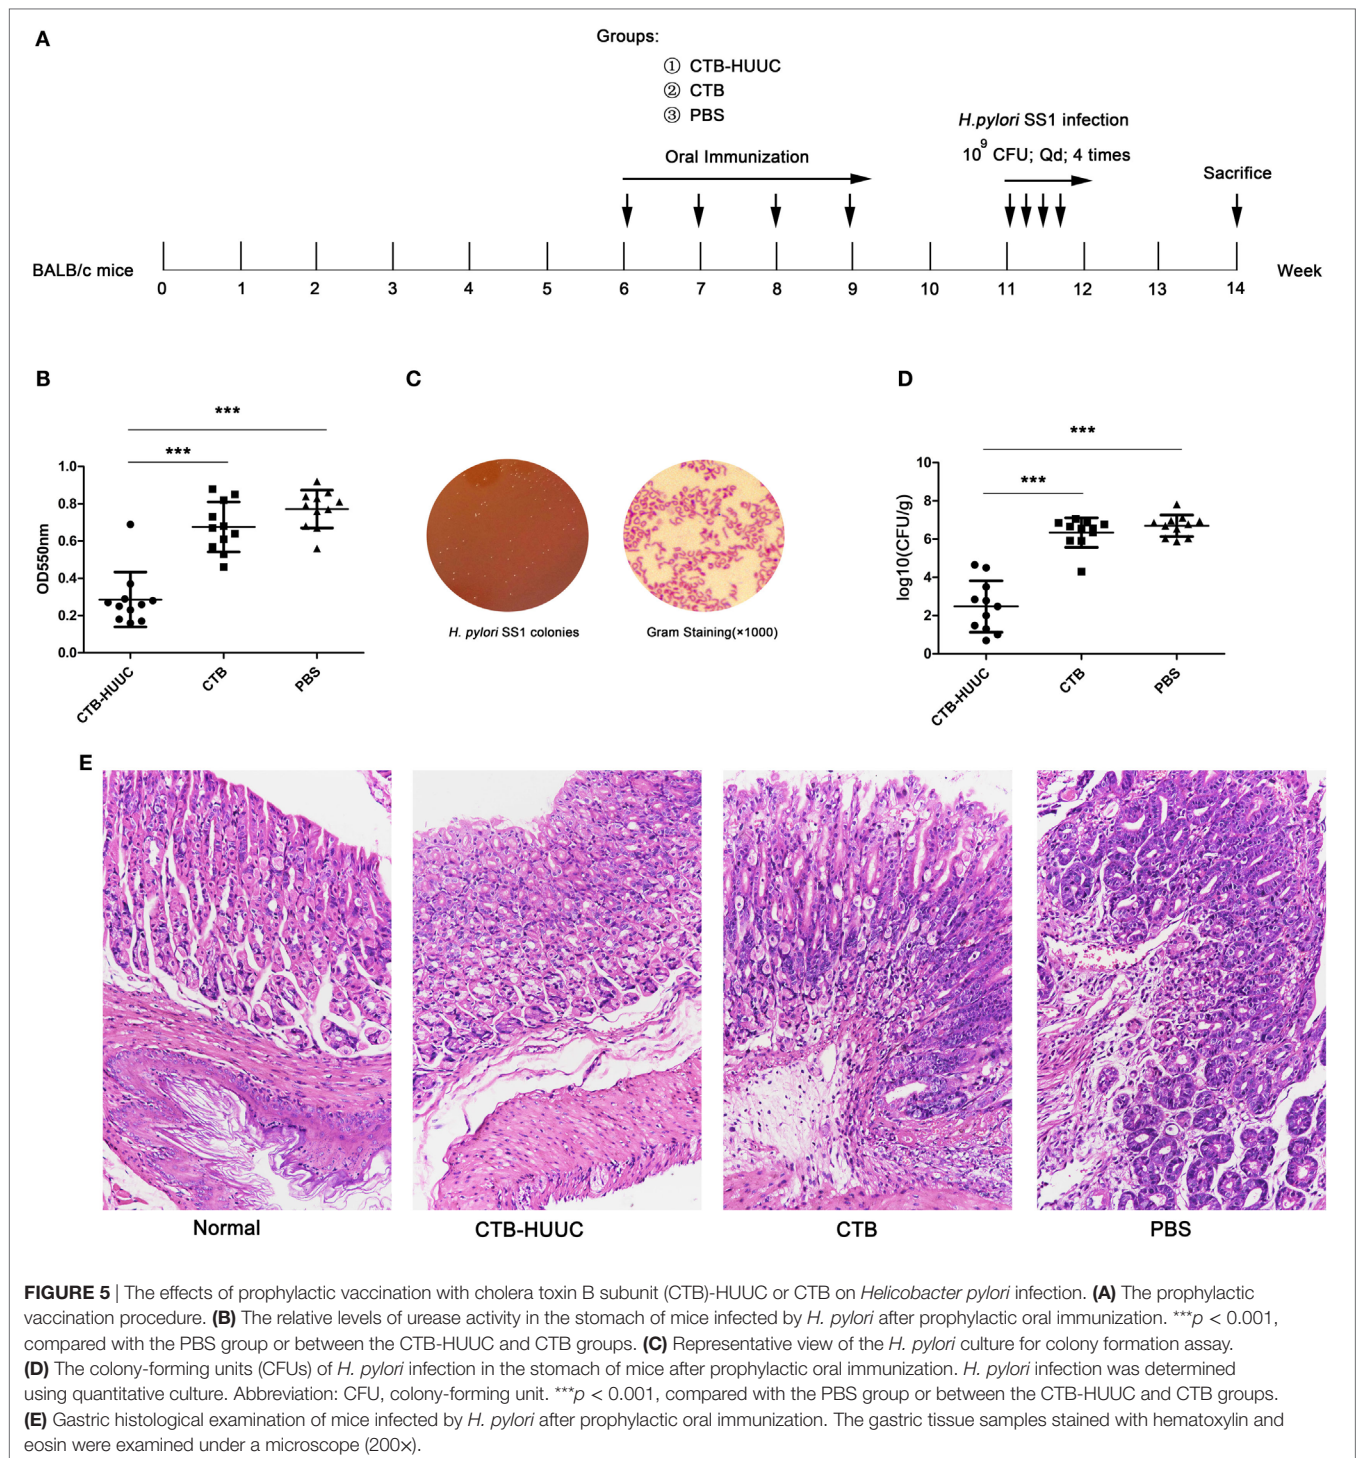 A
Groups:
① CTB-HUUC
② CTB
③ PBS
Oral Immunization
H.pylori SS1 infection
10^9 CFU; Qd; 4 times
Sacrifice
BALB/c mice
0 1 2 3 4 5 6 7 8 9 10 11 12 13 14
Week
B
***
***
OD550nm
1.0
0.8
0.6
0.4
0.2
0.0
CTB-HUUC
CTB
PBS
C
H. pylori SS1 colonies
Gram Staining(×1000)
D
***
***
log10(CFU/g)
10
8
6
4
2
0
CTB-HUUC
CTB
PBS
E
Normal
CTB-HUUC
CTB
PBS
FIGURE 5 | The effects of prophylactic vaccination with cholera toxin B subunit (CTB)-HUUC or CTB on Helicobacter pylori infection. (A) The prophylactic
vaccination procedure. (B) The relative levels of urease activity in the stomach of mice infected by H. pylori after prophylactic oral immunization. ***p < 0.001,
compared with the PBS group or between the CTB-HUUC and CTB groups. (C) Representative view of the H. pylori culture for colony formation assay.
(D) The colony-forming units (CFUs) of H. pylori infection in the stomach of mice after prophylactic oral immunization. H. pylori infection was determined
using quantitative culture. Abbreviation: CFU, colony-forming unit. ***p < 0.001, compared with the PBS group or between the CTB-HUUC and CTB groups.
(E) Gastric histological examination of mice infected by H. pylori after prophylactic oral immunization. The gastric tissue samples stained with hematoxylin and
eosin were examined under a microscope (200×).